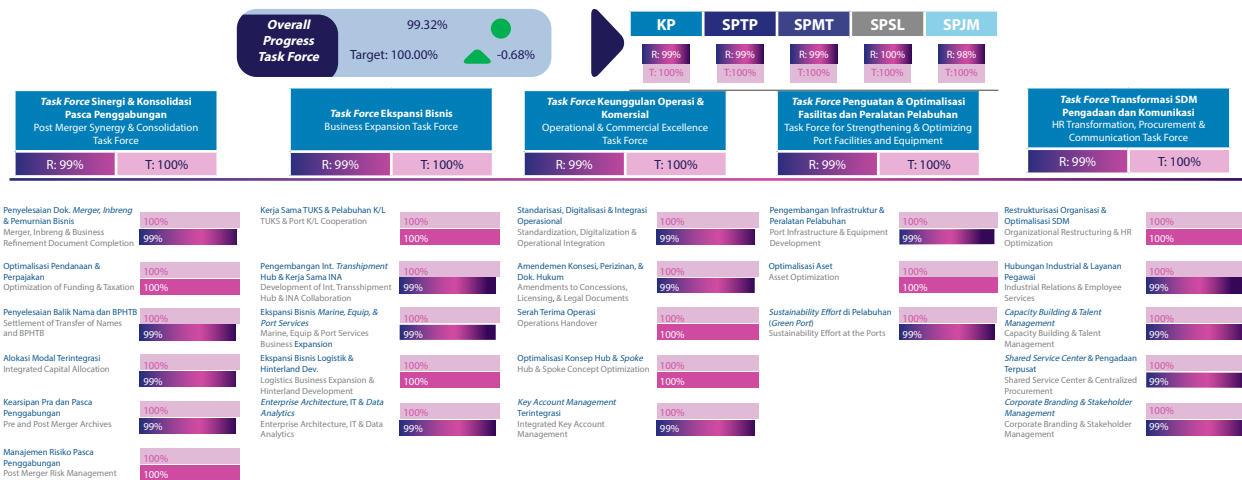 Overall
Progress
Task Force
99.32%
Target: 100.00%
-0.68%
KP
SPTP
SPMT
SPSL
SPJM
R: 99%
R: 99%
R: 99%
R: 100%
R: 98%
T: 100%
T:100%
T:100%
T:100%
T:100%
Task Force Sinergi & Konsolidasi
Pasca Penggabungan
Post Merger Synergy & Consolidation
Task Force
R: 99%
T: 100%
Task Force Ekspansi Bisnis
Business Expansion Task Force
R: 99%
T: 100%
Task Force Keunggulan Operasi &
Komersial
Operational & Commercial Excellence
Task Force
R: 99%
T: 100%
Task Force Penguatan & Optimalisasi
Fasilitas dan Peralatan Pelabuhan
Task Force for Strengthening & Optimizing
Port Facilities and Equipment
R: 99%
T: 100%
Task Force Transformasi SDM
Pengadaan dan Komunikasi
HR Transformation, Procurement &
Communication Task Force
R: 99%
T: 100%
Penyelesaian Dok. Merger, Inbreng
& Pemurnian Bisnis
Merger, Inbreng & Business
Refinement Document Completion
100%
99%
Optimalisasi Pendanaan &
Perpajakan
Optimization of Funding & Taxation
100%
100%
Penyelesaian Balik Nama dan BPHTB
Settlement of Transfer of Names
and BPHTB
100%
99%
Alokasi Modal Terintegrasi
Integrated Capital Allocation
100%
99%
Kearsipan Pra dan Pasca
Penggabungan
Pre and Post Merger Archives
100%
99%
Manajemen Risiko Pasca
Penggabungan
Post Merger Risk Management
100%
100%
Kerja Sama TUKS & Pelabuhan K/L
TUKS & Port K/L Cooperation
100%
100%
Pengembangan Int. Transhipment
Hub & Kerja Sama INA
Development of Int. Transshipment
Hub & INA Collaboration
100%
99%
Ekspansi Bisnis Marine, Equip, &
Port Services
Marine, Equip & Port Services
Business Expansion
100%
99%
Ekspansi Bisnis Logistik &
Hinterland Dev.
Logistics Business Expansion &
Hinterland Development
100%
100%
Enterprise Architecture, IT & Data
Analytics
Enterprise Architecture, IT & Data
Analytics
100%
99%
Standarisasi, Digitalisasi & Integrasi
Operasional
Standardization, Digitalization &
Operational Integration
100%
99%
Amendemen Konsesi, Perizinan, &
Dok. Hukum
Amendments to Concessions,
Licensing, & Legal Documents
100%
99%
Serah Terima Operasi
Operations Handover
100%
100%
Optimalisasi Konsep Hub & Spoke
Hub & Spoke Concept Optimization
100%
100%
Key Account Management
Terintegrasi
Integrated Key Account
Management
100%
99%
Pengembangan Infrastruktur &
Peralatan Pelabuhan
Port Infrastructure & Equipment
Development
100%
99%
Optimalisasi Aset
Asset Optimization
100%
100%
Sustainability Effort di Pelabuhan
(Green Port)
Sustainability Effort at the Ports
100%
99%
Restrukturisasi Organisasi &
Optimalisasi SDM
Organizational Restructuring & HR
Optimization
100%
100%
Hubungan Industrial & Layanan
Pegawai
Industrial Relations & Employee
Services
100%
99%
Capacity Building & Talent
Management
Capacity Building & Talent
Management
100%
99%
Shared Service Center & Pengadaan
Terpusat
Shared Service Center & Centralized
Procurement
100%
99%
Corporate Branding & Stakeholder
Management
Corporate Branding & Stakeholder
Management
100%
99%